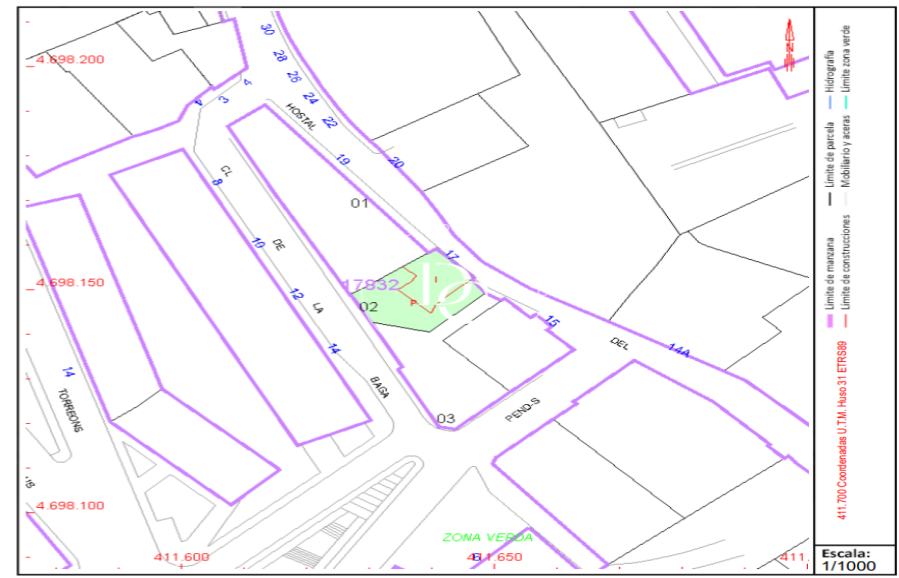 4.698.200
30
28
26
24
22
20
4
3
4
HOSTAL
19
CL
8
01
DE
10
17
17832
4.698.150
I
P
02
12
LA
15
14
DEL
14A
14
BAGA
TORREONS
03
PEND-S
4.698.100
ZONA VERDA
411.600
6
411.650
411.
Límite de manzana
Límite de parcela
Hidrografía
Límite de construcciones
Mobiliario y aceras
Límite zona verde
411.700 Coordenadas U.T.M. Huso 31 ETRS89
Escala:
1/1000